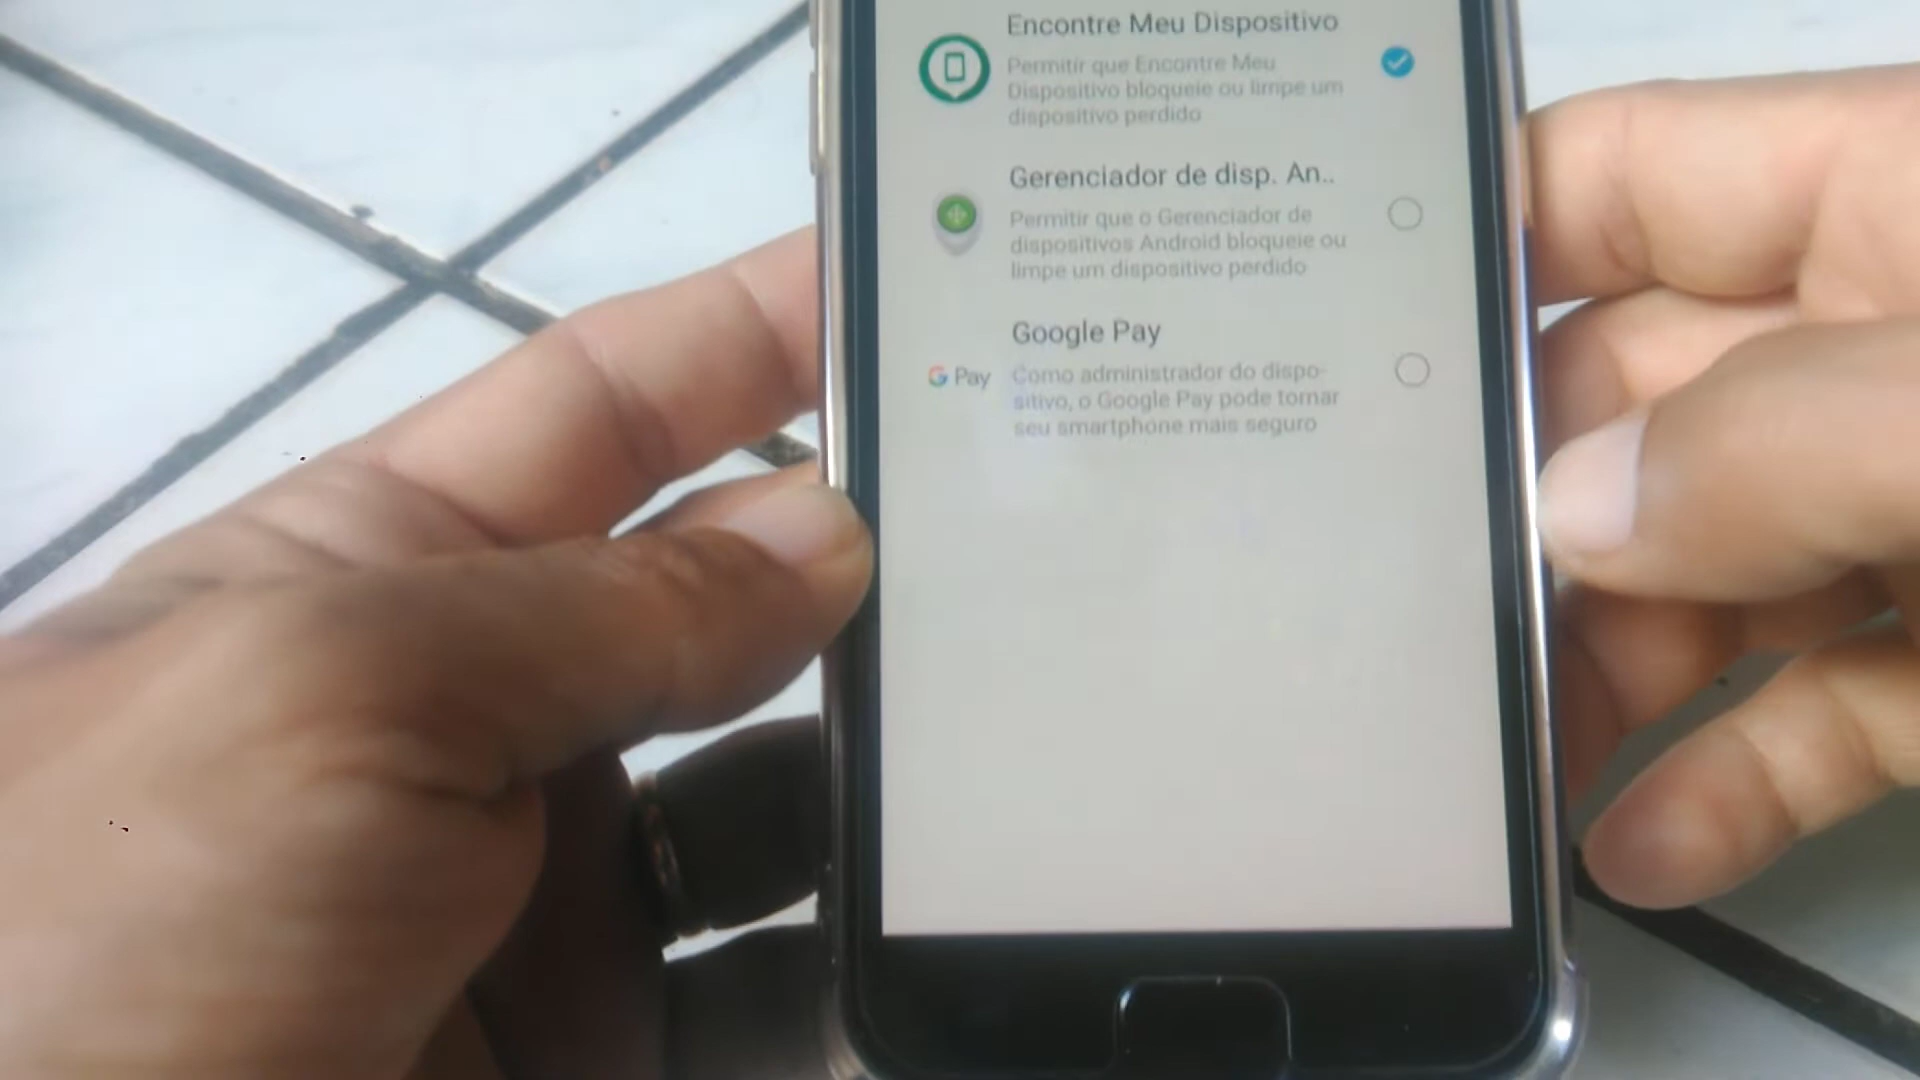 Encontre Meu Dispositivo
Permitir que Encontre Meu
Dispositivo bloqueie ou limpe um
dispositivo perdido
Gerenciador de disp. An..
Permitir que o Gerenciador de
dispositivos Android bloqueie ou
limpe um dispositivo perdido
Google Pay
G Pay
Como administrador do dispo-
sitivo, o Google Pay pode tornar
seu smartphone mais seguro